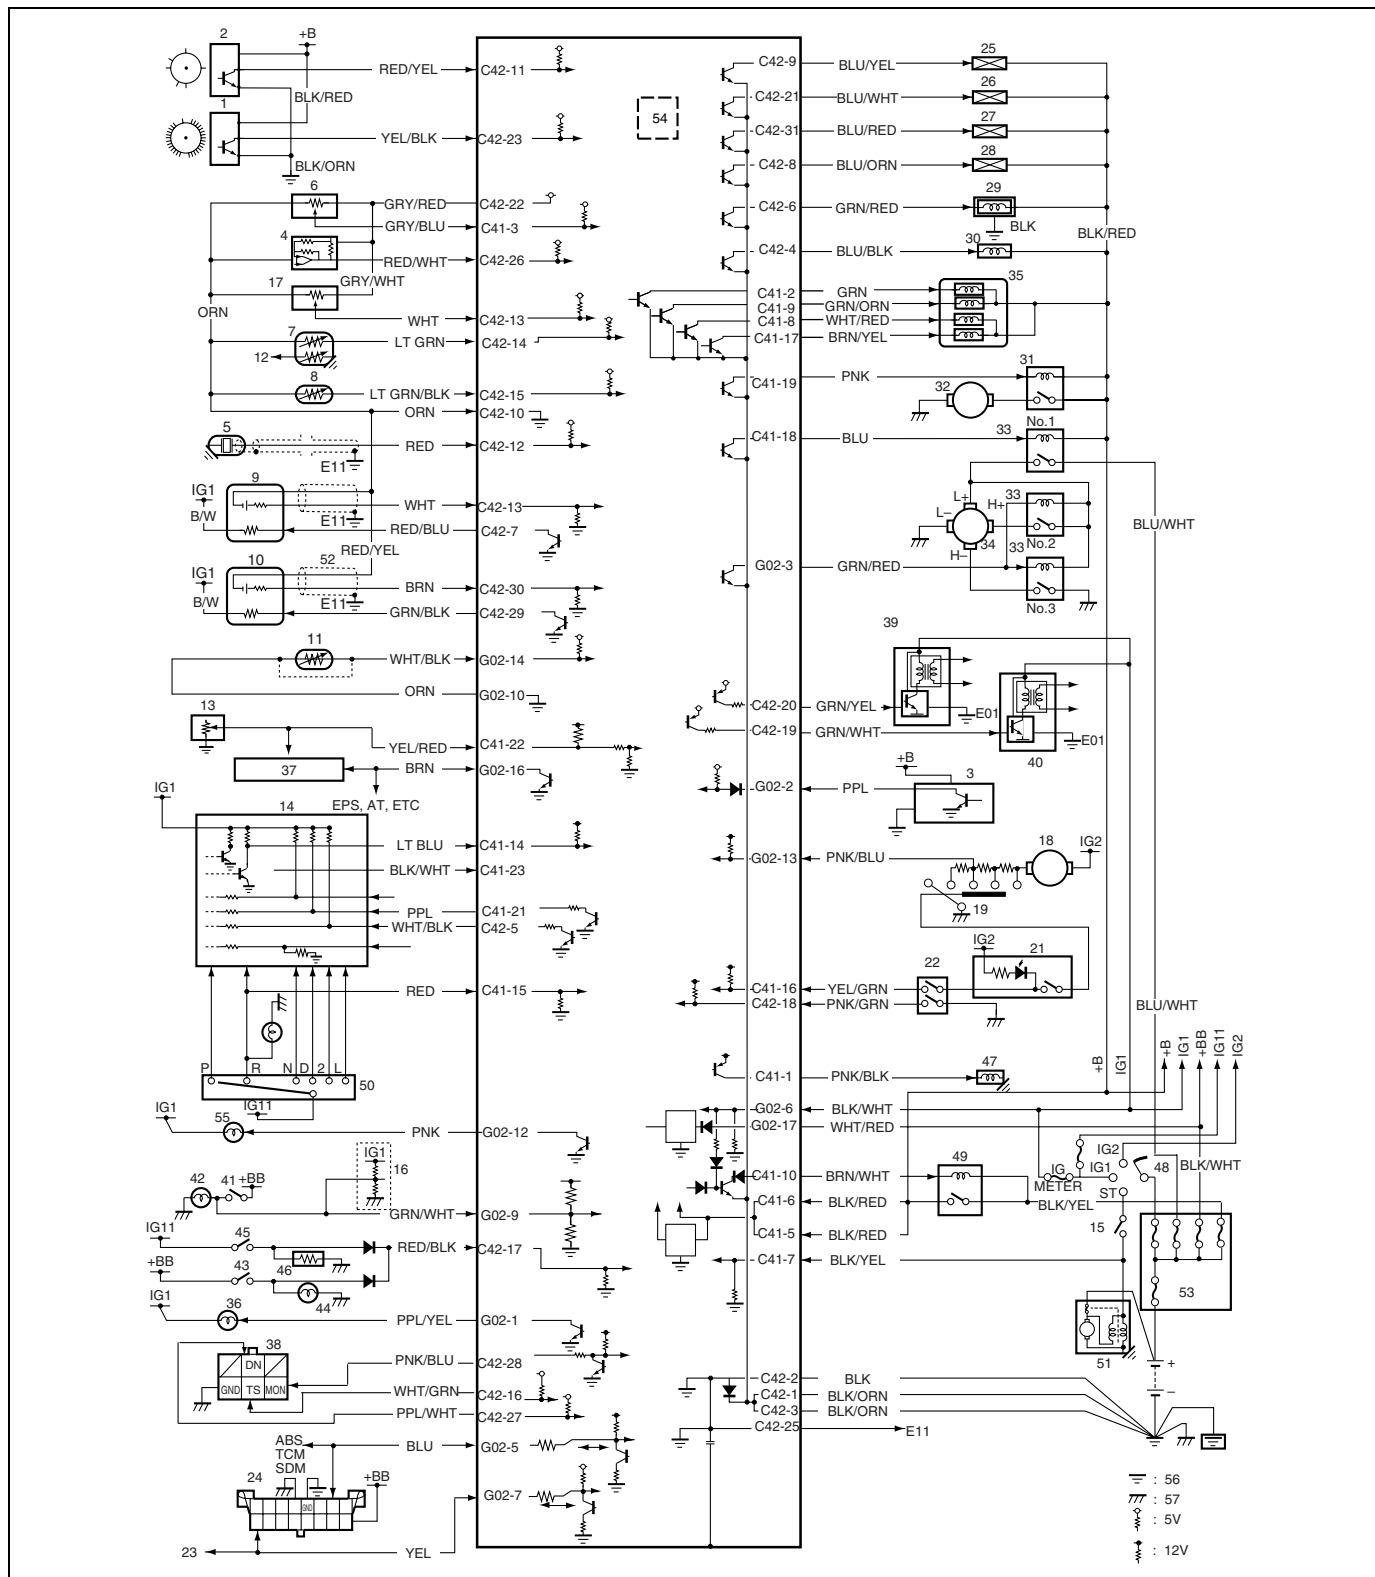 2
+B
RED/YEL
C42-11
BLK/RED
1
YEL/BLK
C42-23
BLK/ORN
6
GRY/RED
C42-22
GRY/BLU
C41-3
4
RED/WHT
C42-26
GRY/WHT
17
ORN
WHT
C42-13
7
LT GRN
C42-14
12
8
LT GRN/BLK
C42-15
ORN
C42-10
5
RED
C42-12
E11
9
IG1
B/W
WHT
C42-13
E11
RED/BLU
C42-7
RED/YEL
10
52
IG1
B/W
BRN
C42-30
E11
GRN/BLK
C42-29
11
WHT/BLK
G02-14
ORN
G02-10
13
YEL/RED
C41-22
37
BRN
G02-16
EPS, AT, ETC
IG1
14
LT BLU
C41-14
BLK/WHT
C41-23
PPL
C41-21
WHT/BLK
C42-5
RED
C41-15
P
R
N
D
2
L
50
IG11
IG1
55
PNK
G02-12
IG1
16
42
41
+BB
GRN/WHT
G02-9
IG11
45
RED/BLK
C42-17
+BB
43
46
44
IG1
36
PPL/YEL
G02-1
38
DN
GND
TS
MON
PNK/BLU
C42-28
WHT/GRN
C42-16
PPL/WHT
C42-27
ABS
TCM
SDM
BLU
G02-5
24
GND
+BB
G02-7
23
YEL
54
C42-9
BLU/YEL
25
C42-21
BLU/WHT
26
C42-31
BLU/RED
27
C42-8
BLU/ORN
28
C42-6
GRN/RED
29
BLK
BLK/RED
C42-4
BLU/BLK
30
35
C41-2
GRN
C41-9
GRN/ORN
C41-8
WHT/RED
C41-17
BRN/YEL
C41-19
PNK
31
32
No.1
C41-18
BLU
33
L+
L–
H+
33
34
No.2
H–
33
BLU/WHT
G02-3
GRN/RED
No.3
39
C42-20
GRN/YEL
E01
C42-19
GRN/WHT
E01
40
+B
3
G02-2
PPL
18
IG2
G02-13
PNK/BLU
19
IG2
21
22
C41-16
YEL/GRN
C42-18
PNK/GRN
BLU/WHT
+B
IG1
+B
IG1
+BB
IG11
IG2
C41-1
PNK/BLK
47
G02-6
BLK/WHT
G02-17
WHT/RED
C41-10
BRN/WHT
49
IG
METER
IG1
IG2
48
BLK/WHT
ST
C41-6
BLK/RED
BLK/YEL
15
C41-5
BLK/RED
C41-7
BLK/YEL
53
51
+
–
C42-2
BLK
C42-1
BLK/ORN
C42-3
BLK/ORN
C42-25
E11
: 56
: 57
: 5V
: 12V